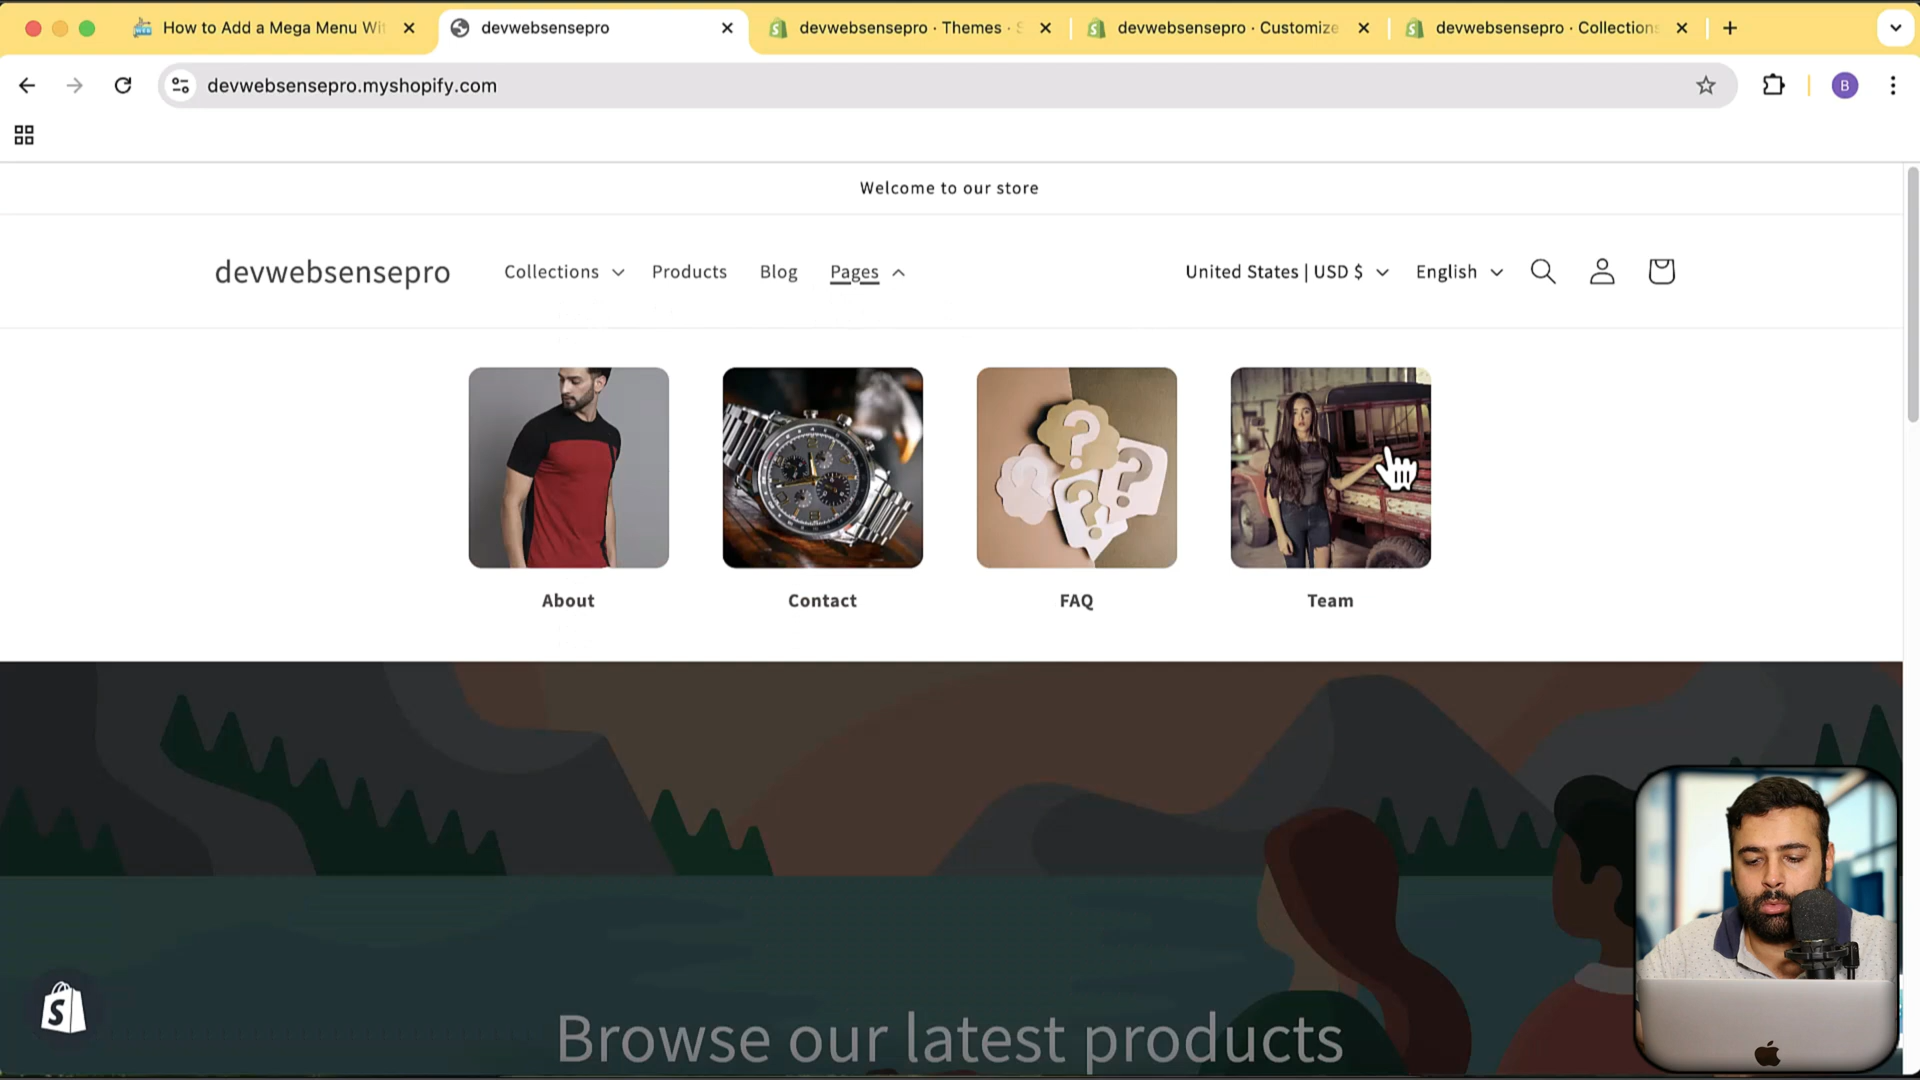 How to Add a Mega Menu Wit
devwebsensepro
devwebsensepro · Themes · S
devwebsensepro · Customize
devwebsensepro · Collections
devwebsensepro.myshopify.com
B
Welcome to our store
devwebsensepro
Collections
Products
Blog
Pages
United States | USD $
English
About
Contact
FAQ
Team
Browse our latest products